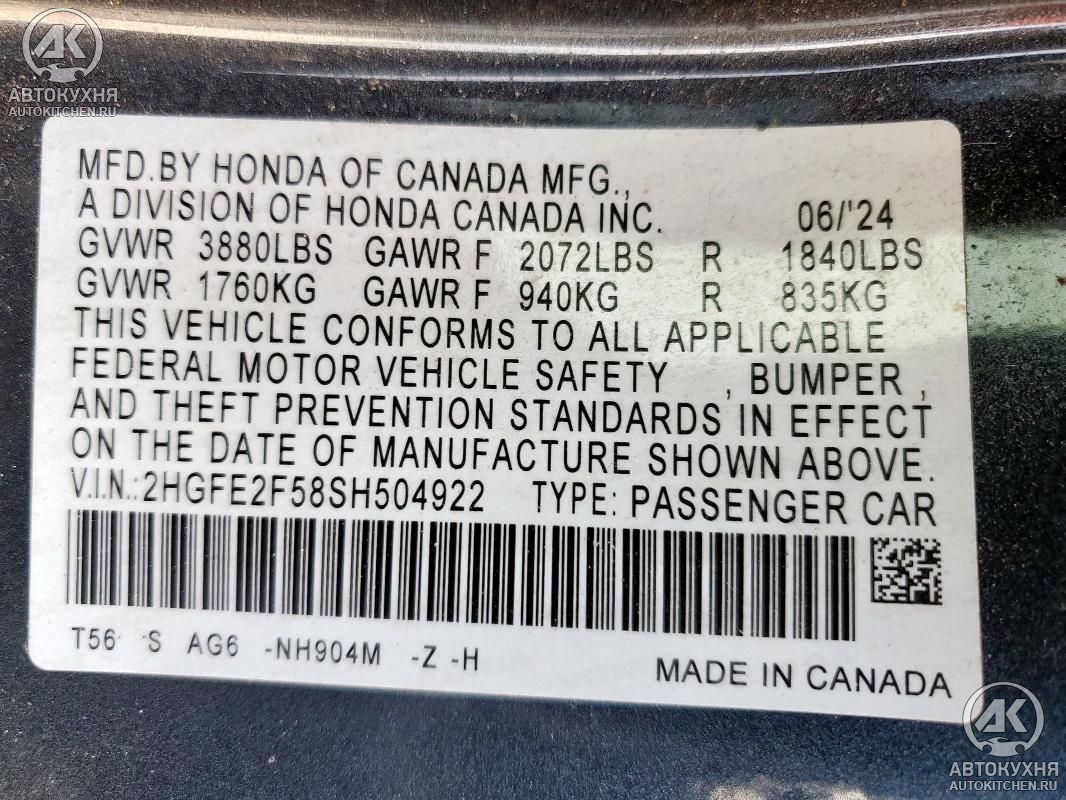 АК
АВТОКУХНЯ
AUTOKITCHEN.RU
MFD.BY HONDA OF CANADA MFG.,
A DIVISION OF HONDA CANADA INC. 06/'24
GVWR 3880LBS GAWR F 2072LBS R 1840LBS
GVWR 1760KG GAWR F 940KG R 835KG
THIS VEHICLE CONFORMS TO ALL APPLICABLE
FEDERAL MOTOR VEHICLE SAFETY , BUMPER ,
AND THEFT PREVENTION STANDARDS IN EFFECT
ON THE DATE OF MANUFACTURE SHOWN ABOVE.
V.I.N.:2HGFE2F58SH504922 TYPE: PASSENGER CAR
T56 S AG6 -NH904M -Z -H
MADE IN CANADA
АК
АВТОКУХНЯ
AUTOKITCHEN.RU